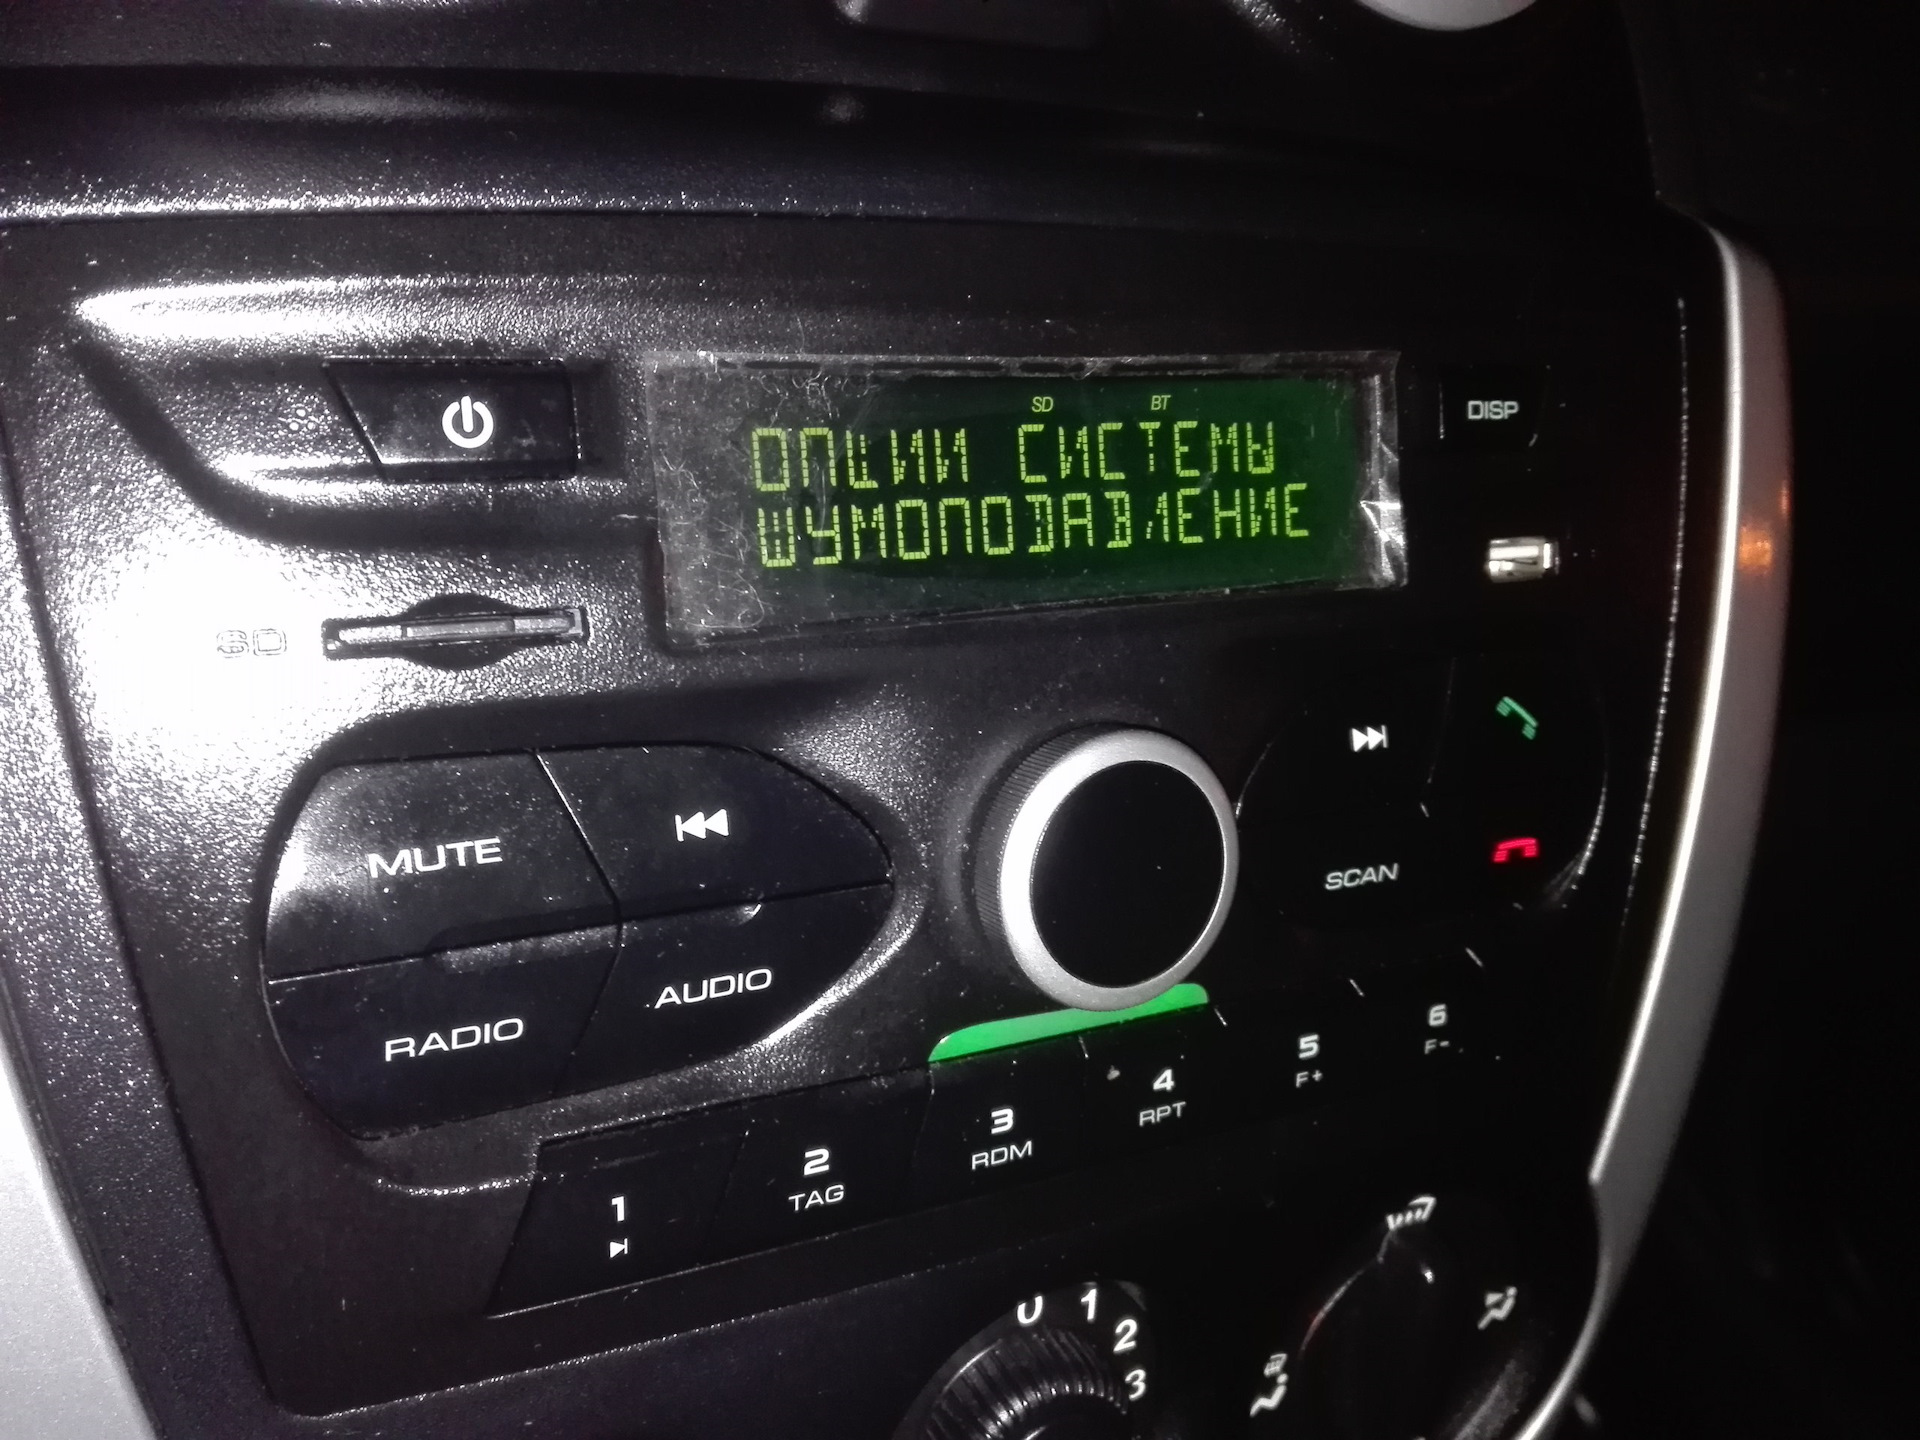 SD BT
ОПЦИИ СИСТЕМЫ
ШУМОПОДАВЛЕНИЕ
DISP
SD
MUTE
RADIO
AUDIO
SCAN
1
2
TAG
3
RDM
4
RPT
5
F+
6
F-
0 1 2 3